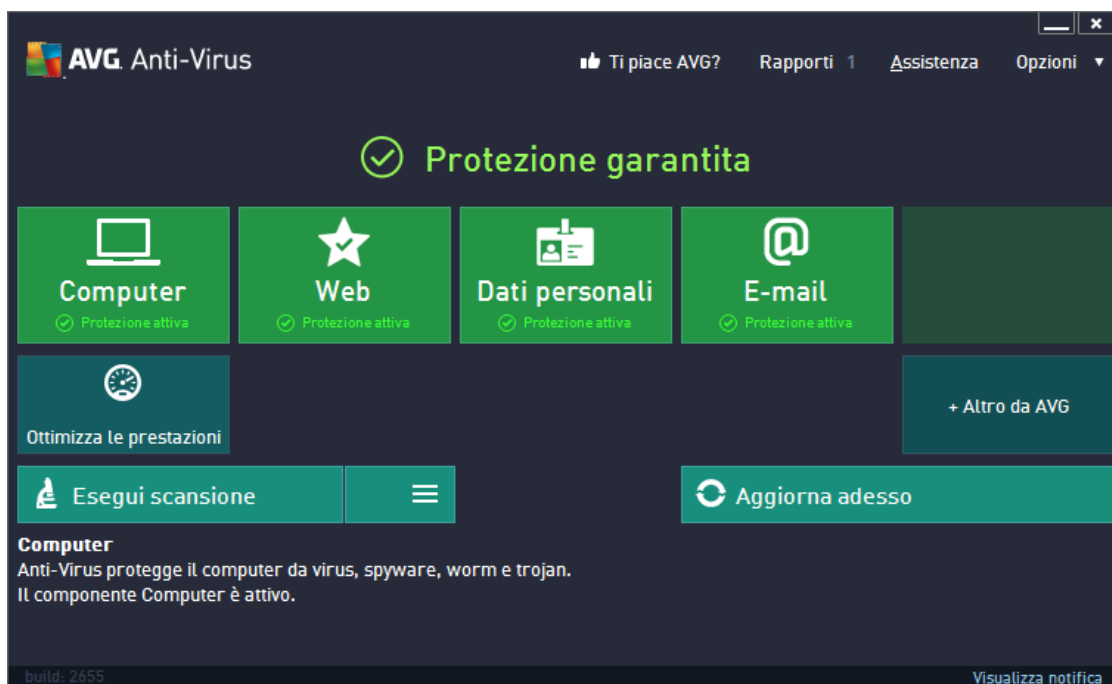 AVG. Anti-Virus
Ti piace AVG? Rapporti 1 Assistenza Opzioni
Protezione garantita
Computer Web Dati personali E-mail
Protezione attiva Protezione attiva Protezione attiva Protezione attiva
+ Altro da AVG
Ottimizza le prestazioni
Esegui scansione Aggiorna adesso
Computer
Anti-Virus protegge il computer da virus, spyware, worm e trojan.
Il componente Computer è attivo.
build: 2655 Visualizza notifica